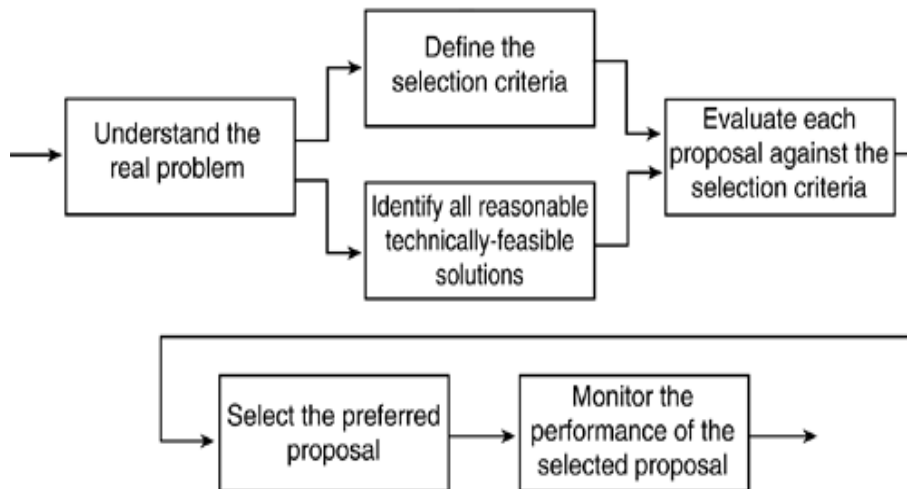 Define the
selection criteria
Understand the
real problem
Identify all reasonable
technically-feasible
solutions
Evaluate each
proposal against the
selection criteria
Select the preferred
proposal
Monitor the
performance of the
selected proposal